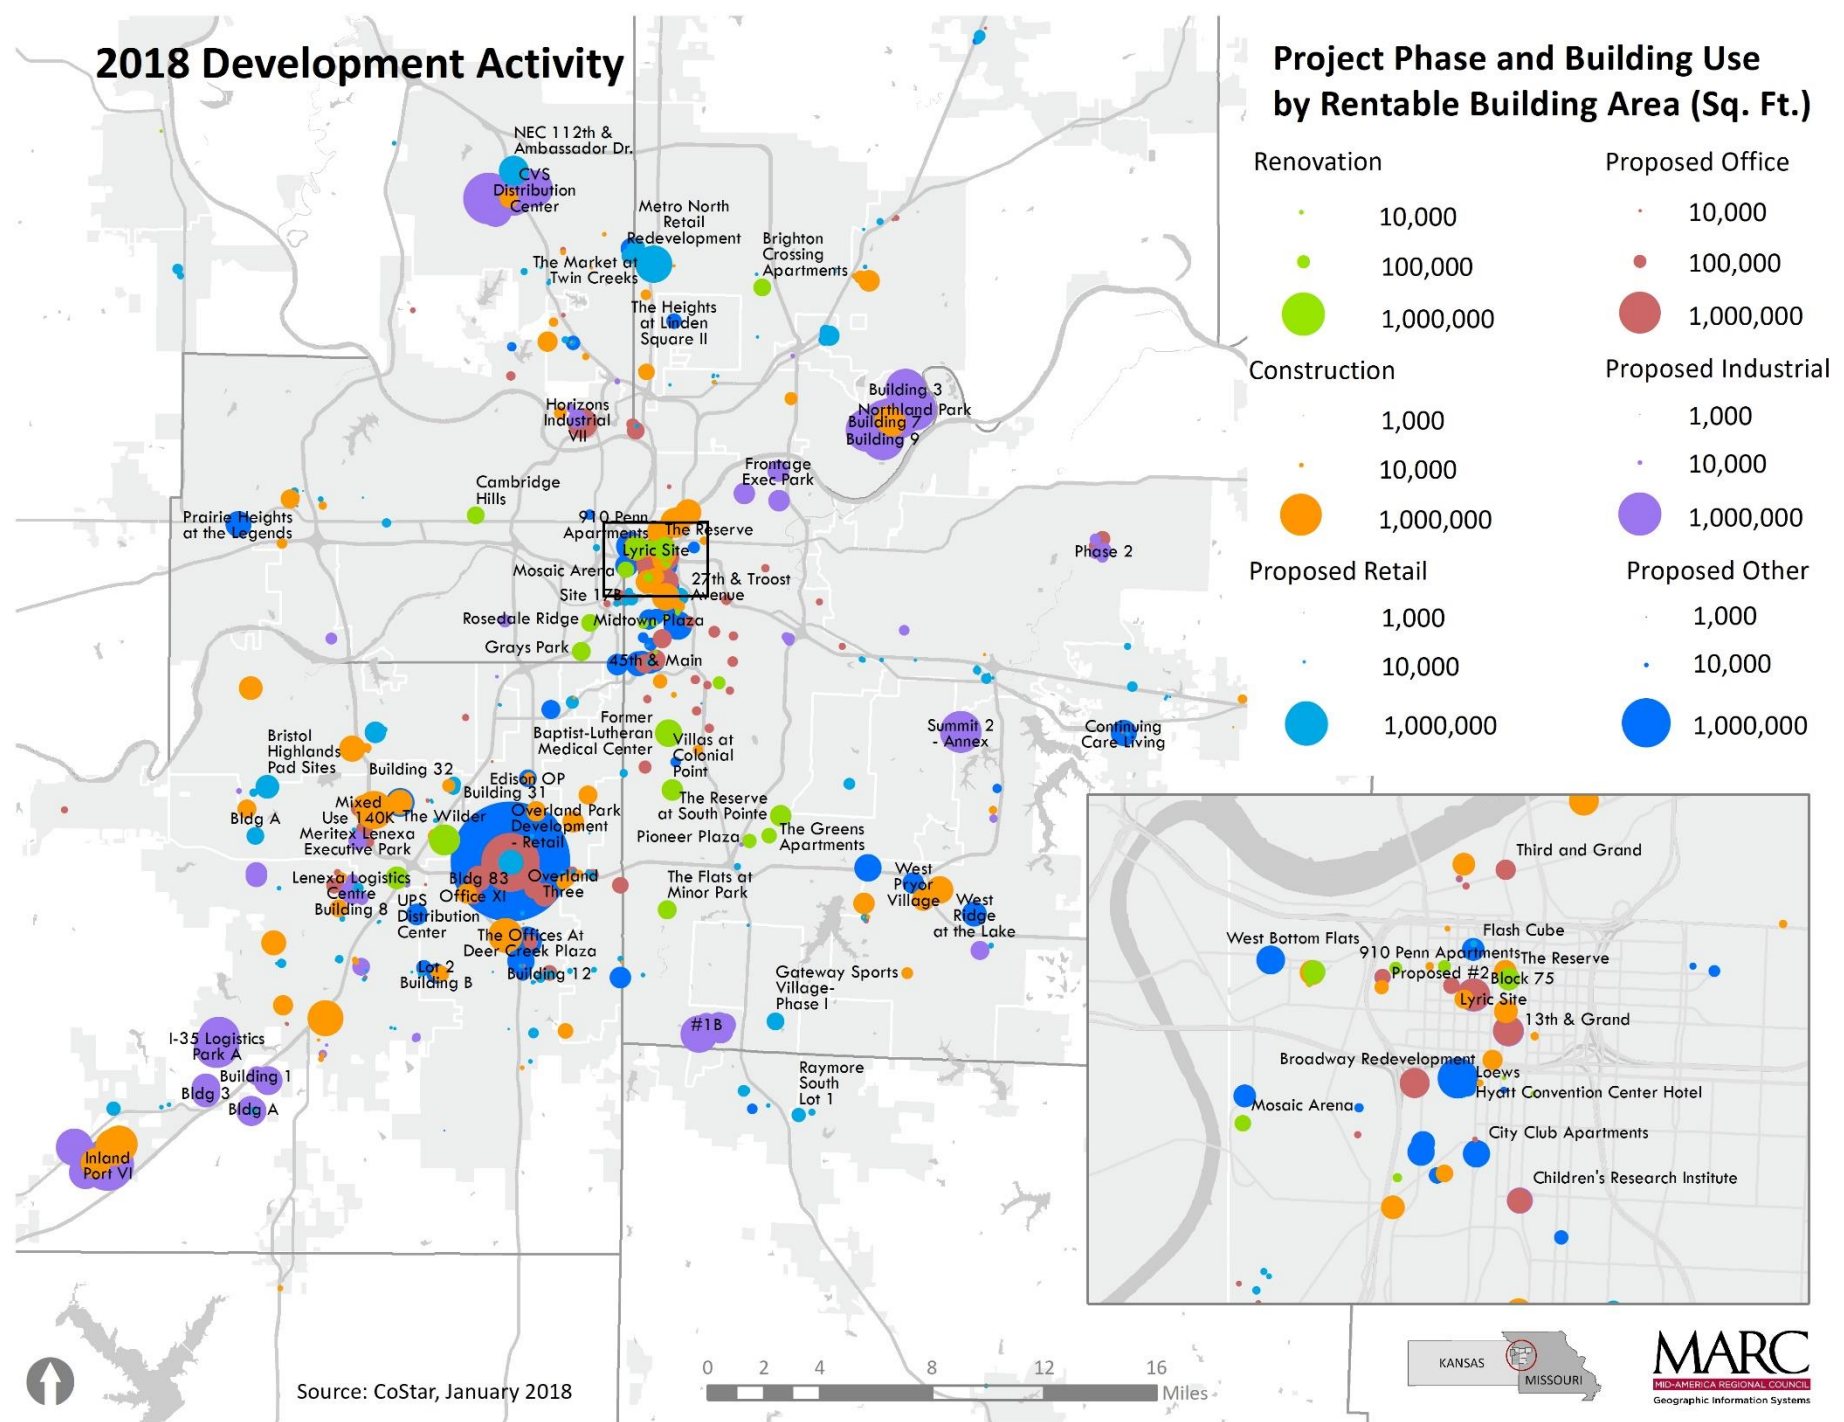 2018 Development Activity
Project Phase and Building Use
by Rentable Building Area (Sq. Ft.)
Renovation
10,000
100,000
1,000,000
Construction
1,000
10,000
1,000,000
Proposed Retail
1,000
10,000
1,000,000
Proposed Office
10,000
100,000
1,000,000
Proposed Industrial
1,000
10,000
1,000,000
Proposed Other
1,000
10,000
1,000,000
NEC 112th &
Ambassador Dr.
CVS
Distribution
Center
Metro North
Retail
Redevelopment
The Market at
Twin Creeks
Brighton
Crossing
Apartments
The Heights
at Linden
Square II
Building 3
Northland Park
Building 7
Building 9
Horizons
Industrial
VII
Frontage
Exec Park
Cambridge
Hills
Prairie Heights
at the Legends
910 Penn
Apartments
The Reserve
Lyric Site
Mosaic Arena
27th & Troost
Avenue
Site 17B
Rosedale Ridge
Midtown Plaza
Grays Park
45th & Main
Phase 2
Former
Baptist-Lutheran
Medical Center
Villas at
Colonial
Point
Summit 2
- Annex
Continuing
Care Living
Bristol
Highlands
Pad Sites
Building 32
Edison OP
Building 31
Mixed
Use 140K
The Wilder
Overland Park
Development
- Retail
The Reserve
at South Pointe
Bldg A
Meritex Lenexa
Executive Park
Pioneer Plaza
The Greens
Apartments
Lenexa Logistics
Centre
Building 8
Bldg 83
Office XI
Overland
Three
UPS
Distribution
Center
The Flats at
Minor Park
West
Pryor
Village
West
Ridge
at the Lake
The Offices At
Deer Creek Plaza
Lot 2
Building B
Building 12
Gateway Sports
Village-
Phase I
#1B
I-35 Logistics
Park A
Building 1
Bldg 3
Bldg A
Raymore
South
Lot 1
Inland
Port VI
Third and Grand
West Bottom Flats
Flash Cube
910 Penn Apartments
The Reserve
Proposed #2
Block 75
Lyric Site
13th & Grand
Broadway Redevelopment
Loews
Hyatt Convention Center Hotel
Mosaic Arena
City Club Apartments
Children's Research Institute
Source: CoStar, January 2018
0 2 4 8 12 16
Miles
KANSAS
MISSOURI
MARC
MID-AMERICA REGIONAL COUNCIL
Geographic Information Systems